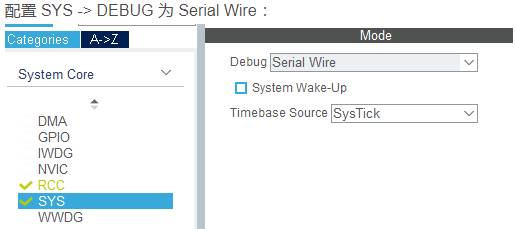 配置 SYS -> DEBUG 为 Serial Wire：
Categories A->Z
Mode
System Core
Debug Serial Wire
System Wake-Up
Timebase Source SysTick
DMA
GPIO
IWDG
NVIC
RCC
SYS
WWDG